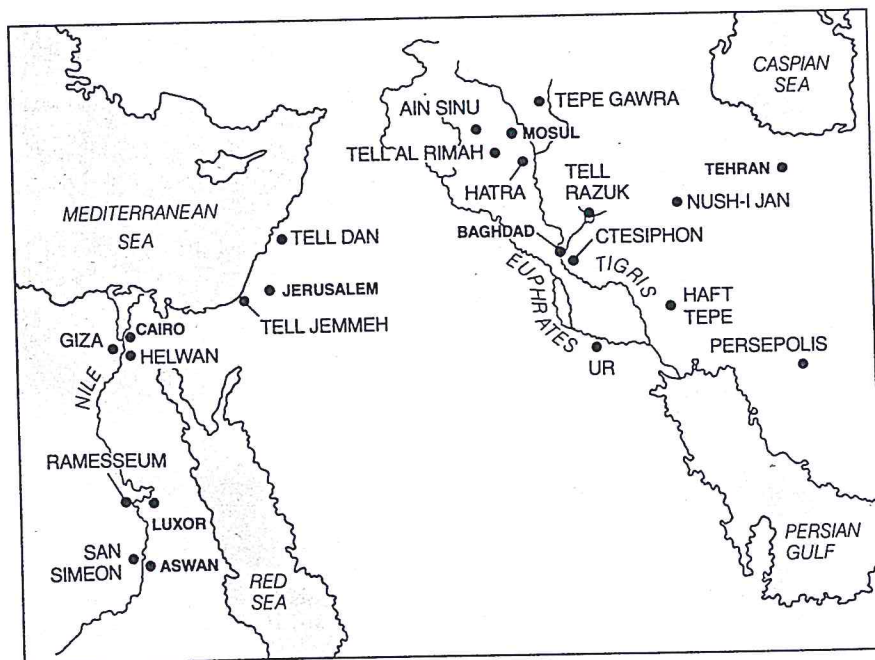 CASPIAN
SEA
AIN SINU
TEPE GAWRA
MOSUL
TELL AL RIMAH
HATRA
TELL
RAZUK
TEHRAN
NUSH-I JAN
MEDITERRANEAN
SEA
TELL DAN
BAGHDAD
CTESIPHON
TIGRIS
EUPHRATES
JERUSALEM
TELL JEMMEH
HAFT
TEPE
CAIRO
GIZA
HELWAN
NILE
UR
PERSEPOLIS
RAMESSEUM
LUXOR
SAN
SIMEON
ASWAN
RED
SEA
PERSIAN
GULF